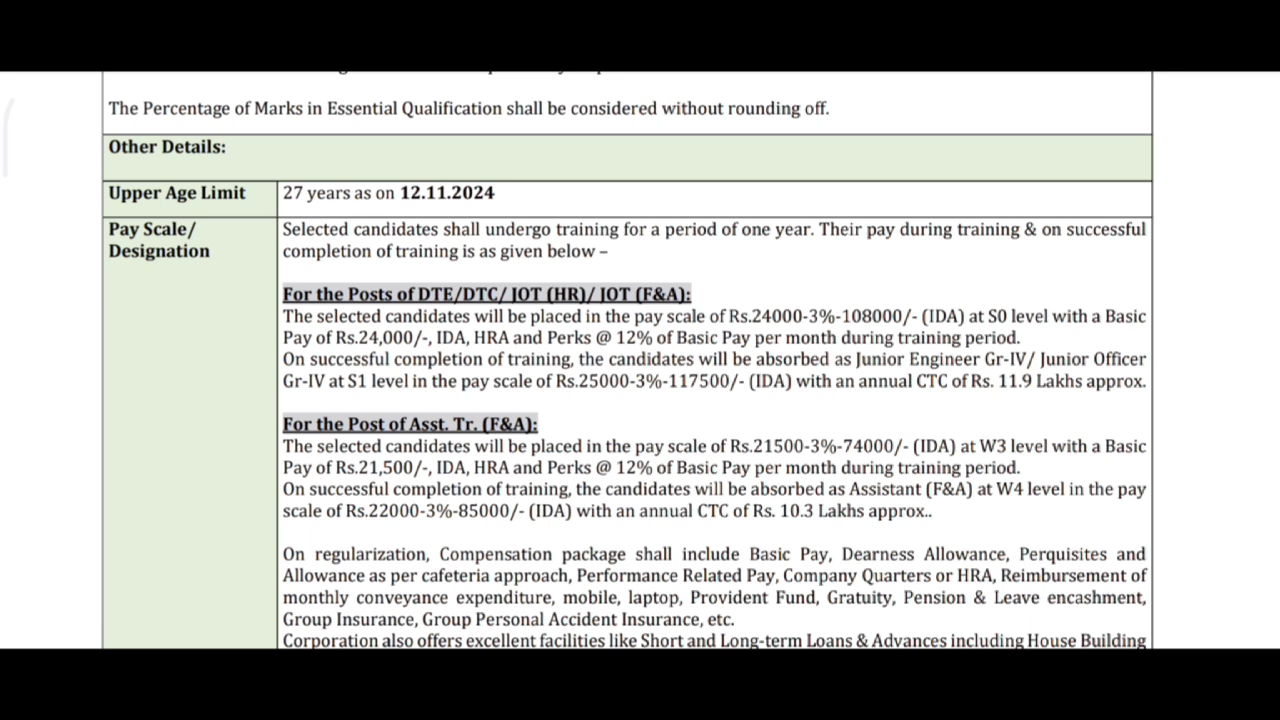 The Percentage of Marks in Essential Qualification shall be considered without rounding off.
Other Details:
Upper Age Limit
27 years as on 12.11.2024
Pay Scale/
Designation
Selected candidates shall undergo training for a period of one year. Their pay during training & on successful
completion of training is as given below –
For the Posts of DTE/DTC/ JOT (HR)/ JOT (F&A):
The selected candidates will be placed in the pay scale of Rs.24000-3%-108000/- (IDA) at S0 level with a Basic
Pay of Rs.24,000/-, IDA, HRA and Perks @ 12% of Basic Pay per month during training period.
On successful completion of training, the candidates will be absorbed as Junior Engineer Gr-IV/ Junior Officer
Gr-IV at S1 level in the pay scale of Rs.25000-3%-117500/- (IDA) with an annual CTC of Rs. 11.9 Lakhs approx.
For the Post of Asst. Tr. (F&A):
The selected candidates will be placed in the pay scale of Rs.21500-3%-74000/- (IDA) at W3 level with a Basic
Pay of Rs.21,500/-, IDA, HRA and Perks @ 12% of Basic Pay per month during training period.
On successful completion of training, the candidates will be absorbed as Assistant (F&A) at W4 level in the pay
scale of Rs.22000-3%-85000/- (IDA) with an annual CTC of Rs. 10.3 Lakhs approx..
On regularization, Compensation package shall include Basic Pay, Dearness Allowance, Perquisites and
Allowance as per cafeteria approach, Performance Related Pay, Company Quarters or HRA, Reimbursement of
monthly conveyance expenditure, mobile, laptop, Provident Fund, Gratuity, Pension & Leave encashment,
Group Insurance, Group Personal Accident Insurance, etc.
Corporation also offers excellent facilities like Short and Long-term Loans & Advances including House Building